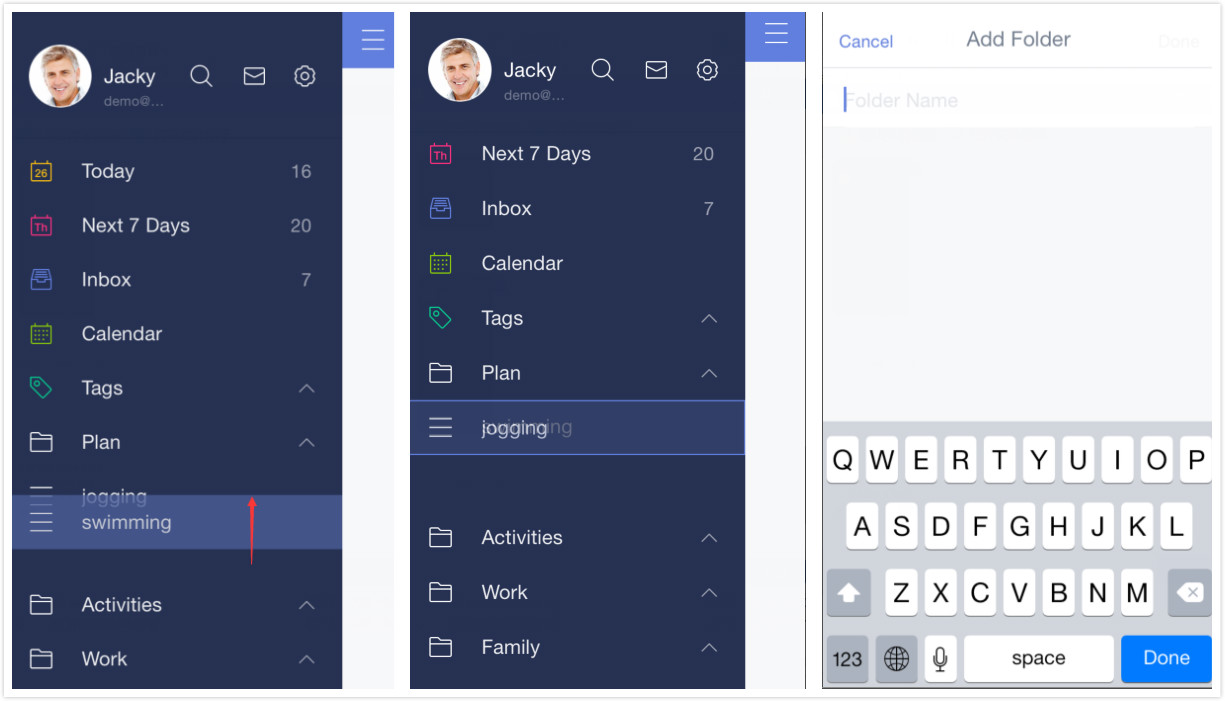 Jacky
demo@...
26 Today 16
Th Next 7 Days 20
Inbox 7
Calendar
Tags
Plan
jogging
swimming
Activities
Work
Jacky
demo@...
Th Next 7 Days 20
Inbox 7
Calendar
Tags
Plan
jogging
swimming
Activities
Work
Family
Cancel Add Folder Done
Folder Name
Q W E R T Y U I O P
A S D F G H J K L
Z X C V B N M
123 space Done